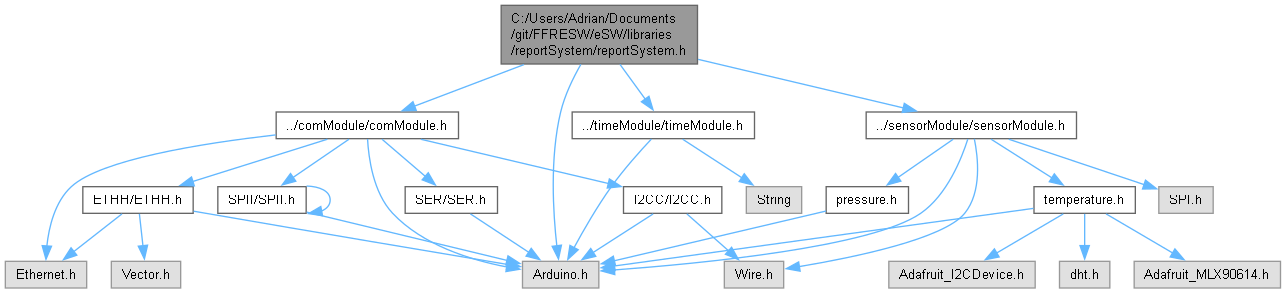 C:/Users/Adrian/Documents
/git/FFRESW/eSW/libraries
/reportSystem/reportSystem.h
../comModule/comModule.h
../timeModule/timeModule.h
../sensorModule/sensorModule.h
ETHH/ETHH.h
SPII/SPII.h
SER/SER.h
I2CC/I2CC.h
String
pressure.h
temperature.h
SPI.h
Ethernet.h
Vector.h
Arduino.h
Wire.h
Adafruit_I2CDevice.h
dht.h
Adafruit_MLX90614.h